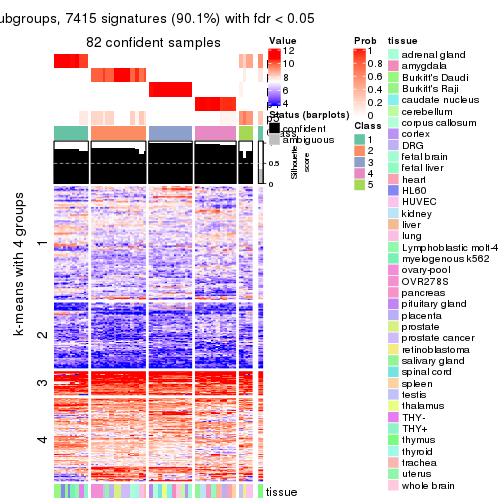 ubgroups, 7415 signatures (90.1%) with fdr < 0.05
82 confident samples
k-means with 4 groups
1
2
3
4
Value
12
10
8
6
4
Status (barplots)
confident
ambiguous
0.5
0
Silhouette
score
Prob
1
0.8
0.6
0.4
0.2
0
Class
1
2
3
4
5
tissue
tissue
adrenal gland
amygdala
Burkitt's Daudi
Burkitt's Raji
caudate nucleus
cerebellum
corpus callosum
cortex
DRG
fetal brain
fetal liver
heart
HL60
HUVEC
kidney
liver
lung
Lymphoblastic molt-4
myelogenous k562
ovary-pool
OVR278S
pancreas
pituitary gland
placenta
prostate
prostate cancer
retinoblastoma
salivary gland
spinal cord
spleen
testis
thalamus
THY-
THY+
thymus
thyroid
trachea
uterus
whole brain